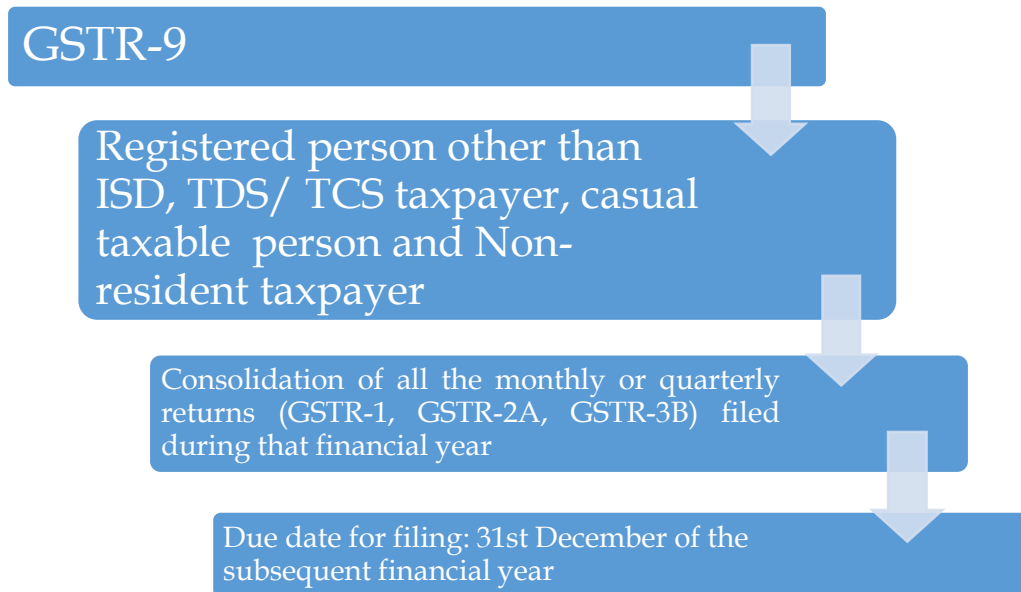 GSTR-9
Registered person other than
ISD, TDS/ TCS taxpayer, casual
taxable person and Non-
resident taxpayer
Consolidation of all the monthly or quarterly
returns (GSTR-1, GSTR-2A, GSTR-3B) filed
during that financial year
Due date for filing: 31st December of the
subsequent financial year